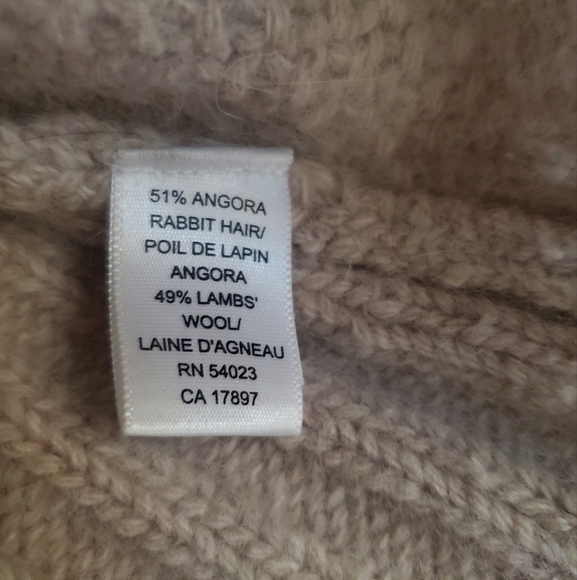 51% ANGORA
RABBIT HAIR/
POIL DE LAPIN
ANGORA
49% LAMBS'
WOOL/
LAINE D'AGNEAU
RN 54023
CA 17897